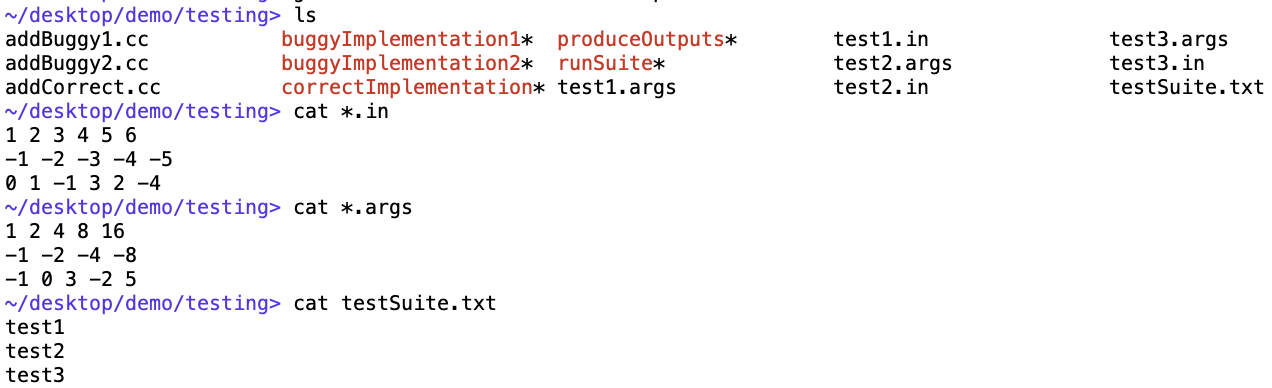 ~/desktop/demo/testing> ls
addBuggy1.cc buggyImplementation1* produceOutputs* test1.in test3.args
addBuggy2.cc buggyImplementation2* runSuite* test2.args test3.in
addCorrect.cc correctImplementation* test1.args test2.in testSuite.txt
~/desktop/demo/testing> cat *.in
1 2 3 4 5 6
-1 -2 -3 -4 -5
0 1 -1 3 2 -4
~/desktop/demo/testing> cat *.args
1 2 4 8 16
-1 -2 -4 -8
-1 0 3 -2 5
~/desktop/demo/testing> cat testSuite.txt
test1
test2
test3